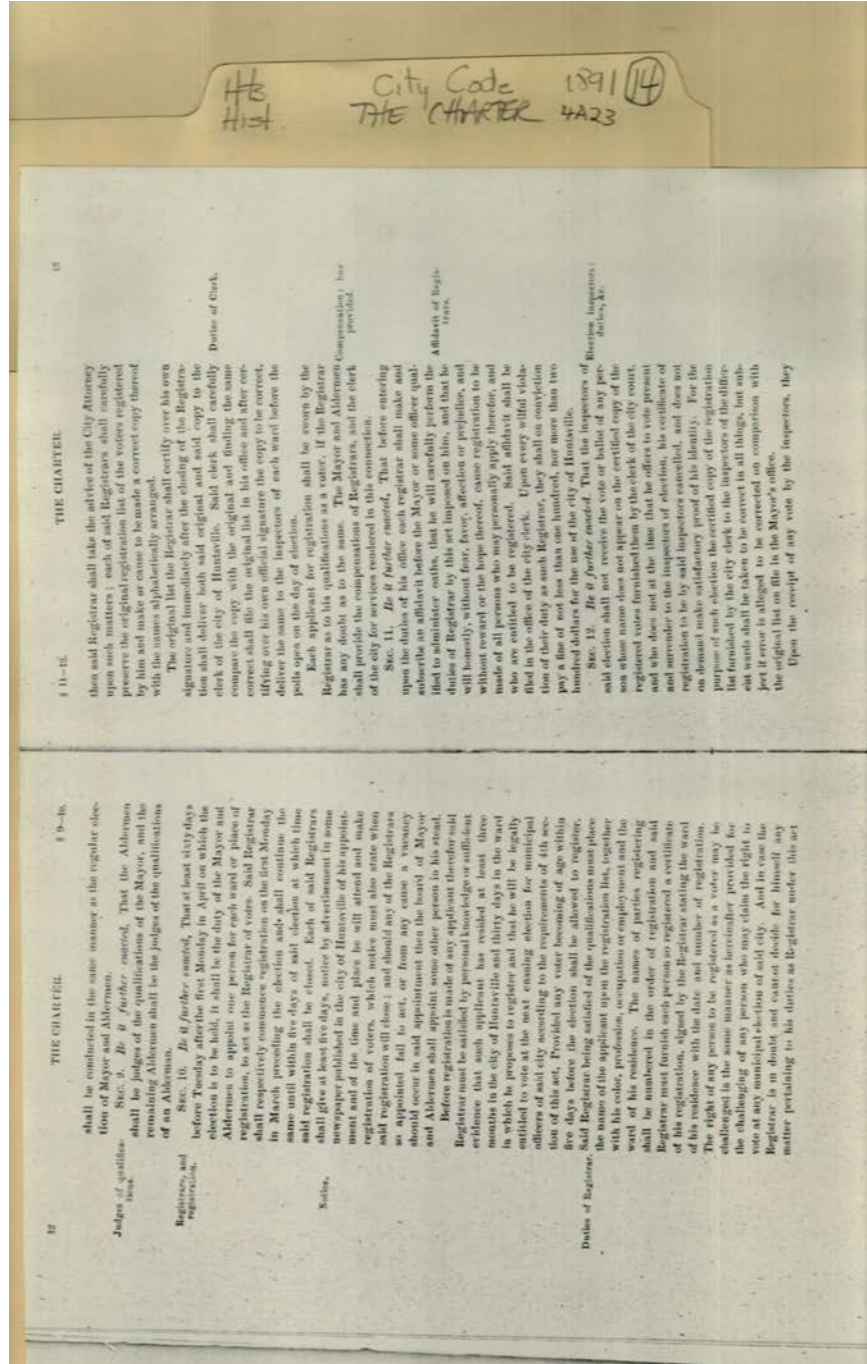 Hts City Code 1891 14
Hist. THE CHARTER 4A23
12 THE CHARTER. § 9-10.
shall be conducted in the same manner as the regular elec-
tion of Mayor and Aldermen.
Judges of qualifica-
tions.
SEC. 9. Be it further enacted, That the Aldermen
shall be judges of the qualifications of the Mayor, and the
remaining Aldermen shall be the judges of the qualifications
of an Alderman.
Registrars, and
registration.
SEC. 10. Be it further enacted, That at least sixty days
before Tuesday after the first Monday in April on which the
election is to be held, it shall be the duty of the Mayor and
Aldermen to appoint one person for each ward or place of
registration, to act as the Registrar of votes. Said Registrar
shall respectively commence registration on the first Monday
in March preceding the election and shall continue the
same until within five days of said election at which time
said registration shall be closed. Each of said Registrars
Notice.
shall give at least five days, notice by advertisement in some
newspaper published in the city of Huntsville of his appoint-
ment and of the time and place he will attend and make
registration of voters, which notice must also state when
said registration will close; and should any of the Registrars
so appointed fail to act, or from any cause a vacancy
should occur in said appointment then the board of Mayor
and Aldermen shall appoint some other person in his stead.
Before registration is made of any applicant therefor said
Registrar must be satisfied by personal knowledge or sufficient
evidence that such applicant has resided at least three
months in the city of Huntsville and thirty days in the ward
in which he proposes to register and that he will be legally
entitled to vote at the next ensuing election for municipal
officers of said city according to the requirements of 4th sec-
tion of this act, Provided any voter becoming of age within
five days before the election shall be allowed to register.
Duties of Registrar.
Said Registrar being satisfied of the qualifications must place
the name of the applicant upon the registration list, together
with his color, profession, occupation or employment and the
ward of his residence. The names of parties registering
shall be numbered in the order of registration and said
Registrar must furnish each person so registered a certificate
of his registration, signed by the Registrar stating the ward
of his residence with the date and number of registration.
The right of any person to be registered as a voter may be
challenged in the same manner as hereinafter provided for
the challenging of any person who may claim the right to
vote at any municipal election of said city. And in case the
Registrar is in doubt and cannot decide for himself any
matter pertaining to his duties as Registrar under this act
§ 11-12. THE CHARTER. 13
then said Registrar shall take the advice of the City Attorney
upon such matters; each of said Registrars shall carefully
preserve the original registration list of the voters registered
by him and make or cause to be made a correct copy thereof,
with the names alphabetically arranged.
The original list the Registrar shall certify over his own
signature and immediately after the closing of the Registra-
tion shall deliver both said original and said copy to the
clerk of the city of Huntsville. Said clerk shall carefully
Duties of Clerk.
compare the copy with the original and finding the same
correct shall file the original list in his office and after cer-
tifying over his own official signature the copy to be correct,
deliver the same to the inspectors of each ward before the
polls open on the day of election.
Each applicant for registration shall be sworn by the
Registrar as to his qualifications as a voter, if the Registrar
has any doubt as to the same. The Mayor and Aldermen
Compensation; how
provided.
shall provide the compensations of Registrars, and the clerk
of the city for services rendered in this connection.
SEC. 11. Be it further enacted, That before entering
upon the duties of his office each registrar shall make and
subscribe an affidavit before the Mayor or some officer qual-
ified to administer oaths, that he will carefully perform the
Affidavit of Regis-
trars.
duties of Registrar by this act imposed on him, and that he
will honestly, without fear, favor, affection or prejudice, and
without reward or the hope thereof, cause registration to be
made of all persons who may personally apply therefor, and
who are entitled to be registered. Said affidavit shall be
filed in the office of the city clerk. Upon every wilful viola-
tion of their duty as such Registrar, they shall on conviction
pay a fine of not less than one hundred, nor more than two
hundred dollars for the use of the city of Huntsville.
SEC. 12. Be it further enacted. That the inspectors of
Election inspectors:
duties, &c.
said election shall not receive the vote or ballot of any per-
son whose name does not appear on the certified copy of the
registered votes furnished them by the clerk of the city court,
and who does not at the time that he offers to vote present
and surrender to the inspectors of election, his certificate of
registration to be by said inspectors cancelled, and does not
on demand make satisfactory proof of his identity. For the
purpose of such election the certified copy of the registration
list furnished by the city clerk to the inspectors of the differ-
ent wards shall be taken to be correct in all things, but sub-
ject if error is alleged to be corrected on comparison with
the original list on file in the Mayor's office.
Upon the receipt of any vote by the inspectors, they